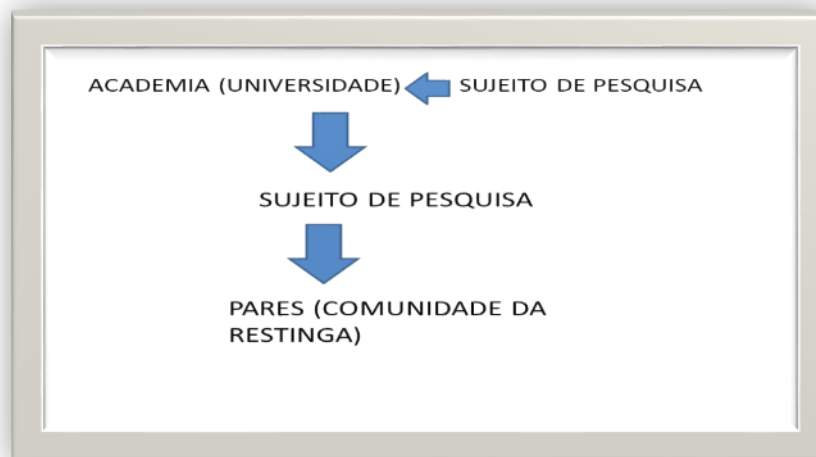 ACADEMIA (UNIVERSIDADE) SUJEITO DE PESQUISA
SUJEITO DE PESQUISA
PARES (COMUNIDADE DA
RESTINGA)